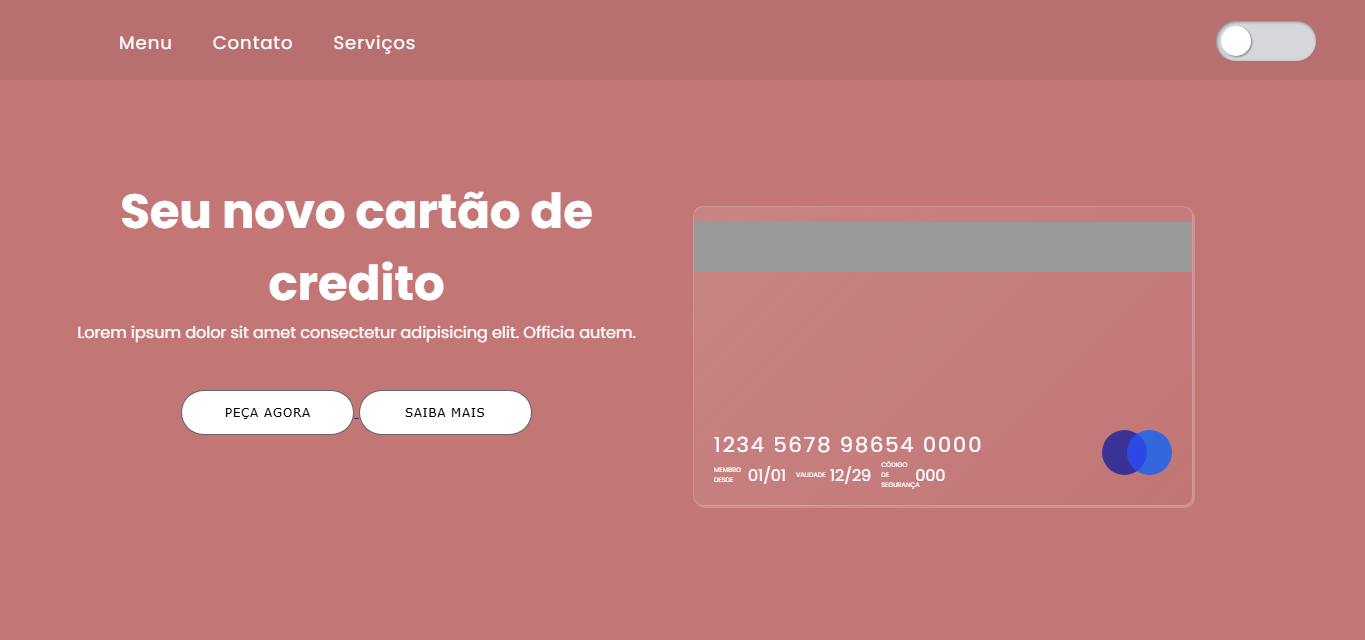 Menu Contato Serviços
Seu novo cartão de
credito
Lorem ipsum dolor sit amet consectetur adipisicing elit. Officia autem.
PEÇA AGORA SAIBA MAIS
1234 5678 98654 0000
MEMBRO
DESDE
01/01
VALIDADE 12/29
CÓDIGO
DE
SEGURANÇA
000